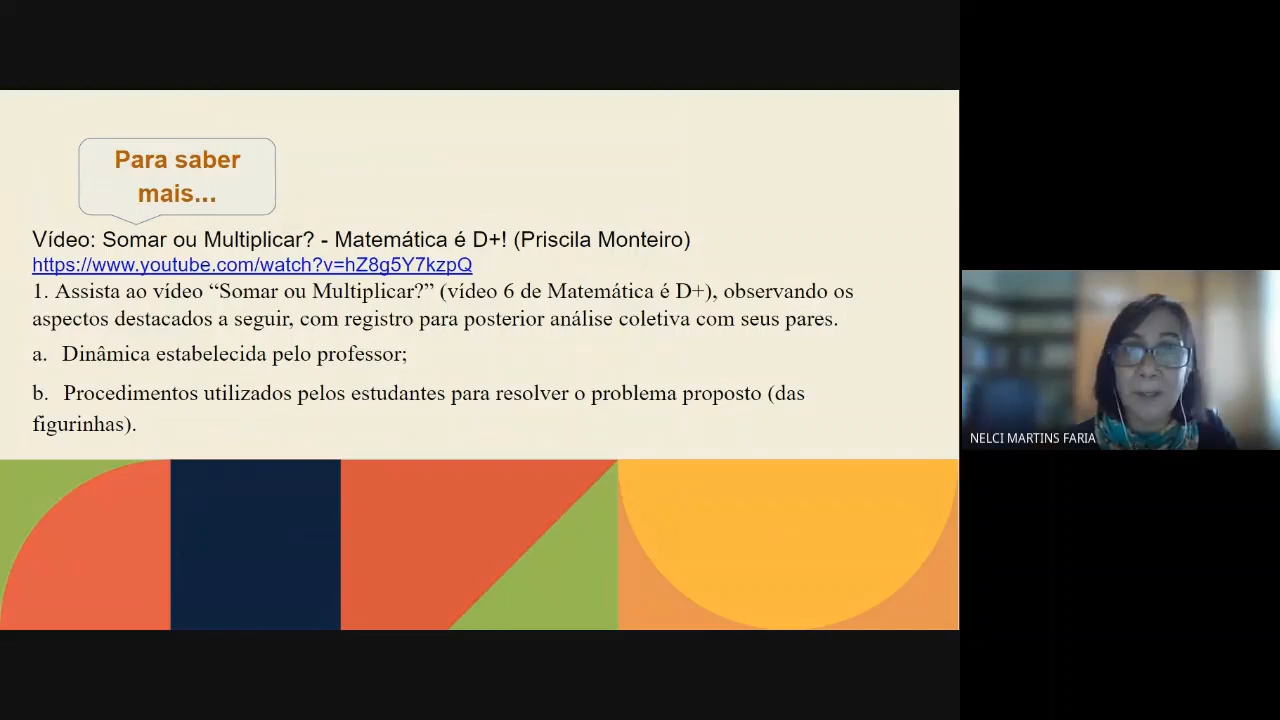 Para saber
mais...
Vídeo: Somar ou Multiplicar? - Matemática é D+! (Priscila Monteiro)
https://www.youtube.com/watch?v=hZ8g5Y7kzpQ
1. Assista ao vídeo “Somar ou Multiplicar?” (vídeo 6 de Matemática é D+), observando os
aspectos destacados a seguir, com registro para posterior análise coletiva com seus pares.
a. Dinâmica estabelecida pelo professor;
b. Procedimentos utilizados pelos estudantes para resolver o problema proposto (das
figurinhas).
NELCI MARTINS FARIA